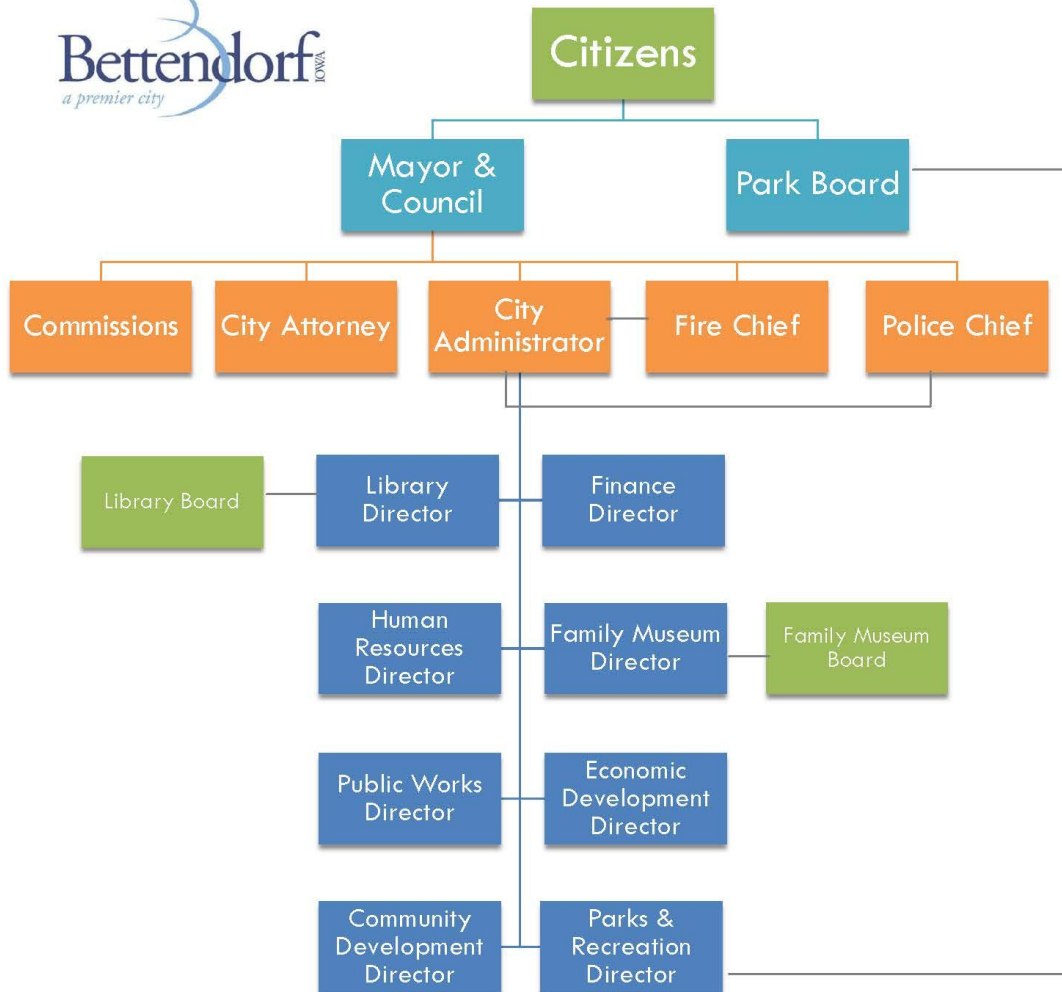 Bettendorf
IOWA
a premier city
Citizens
Mayor &
Council
Park Board
Commissions
City Attorney
City
Administrator
Fire Chief
Police Chief
Library Board
Library
Director
Finance
Director
Human
Resources
Director
Family Museum
Director
Family Museum
Board
Public Works
Director
Economic
Development
Director
Community
Development
Director
Parks &
Recreation
Director